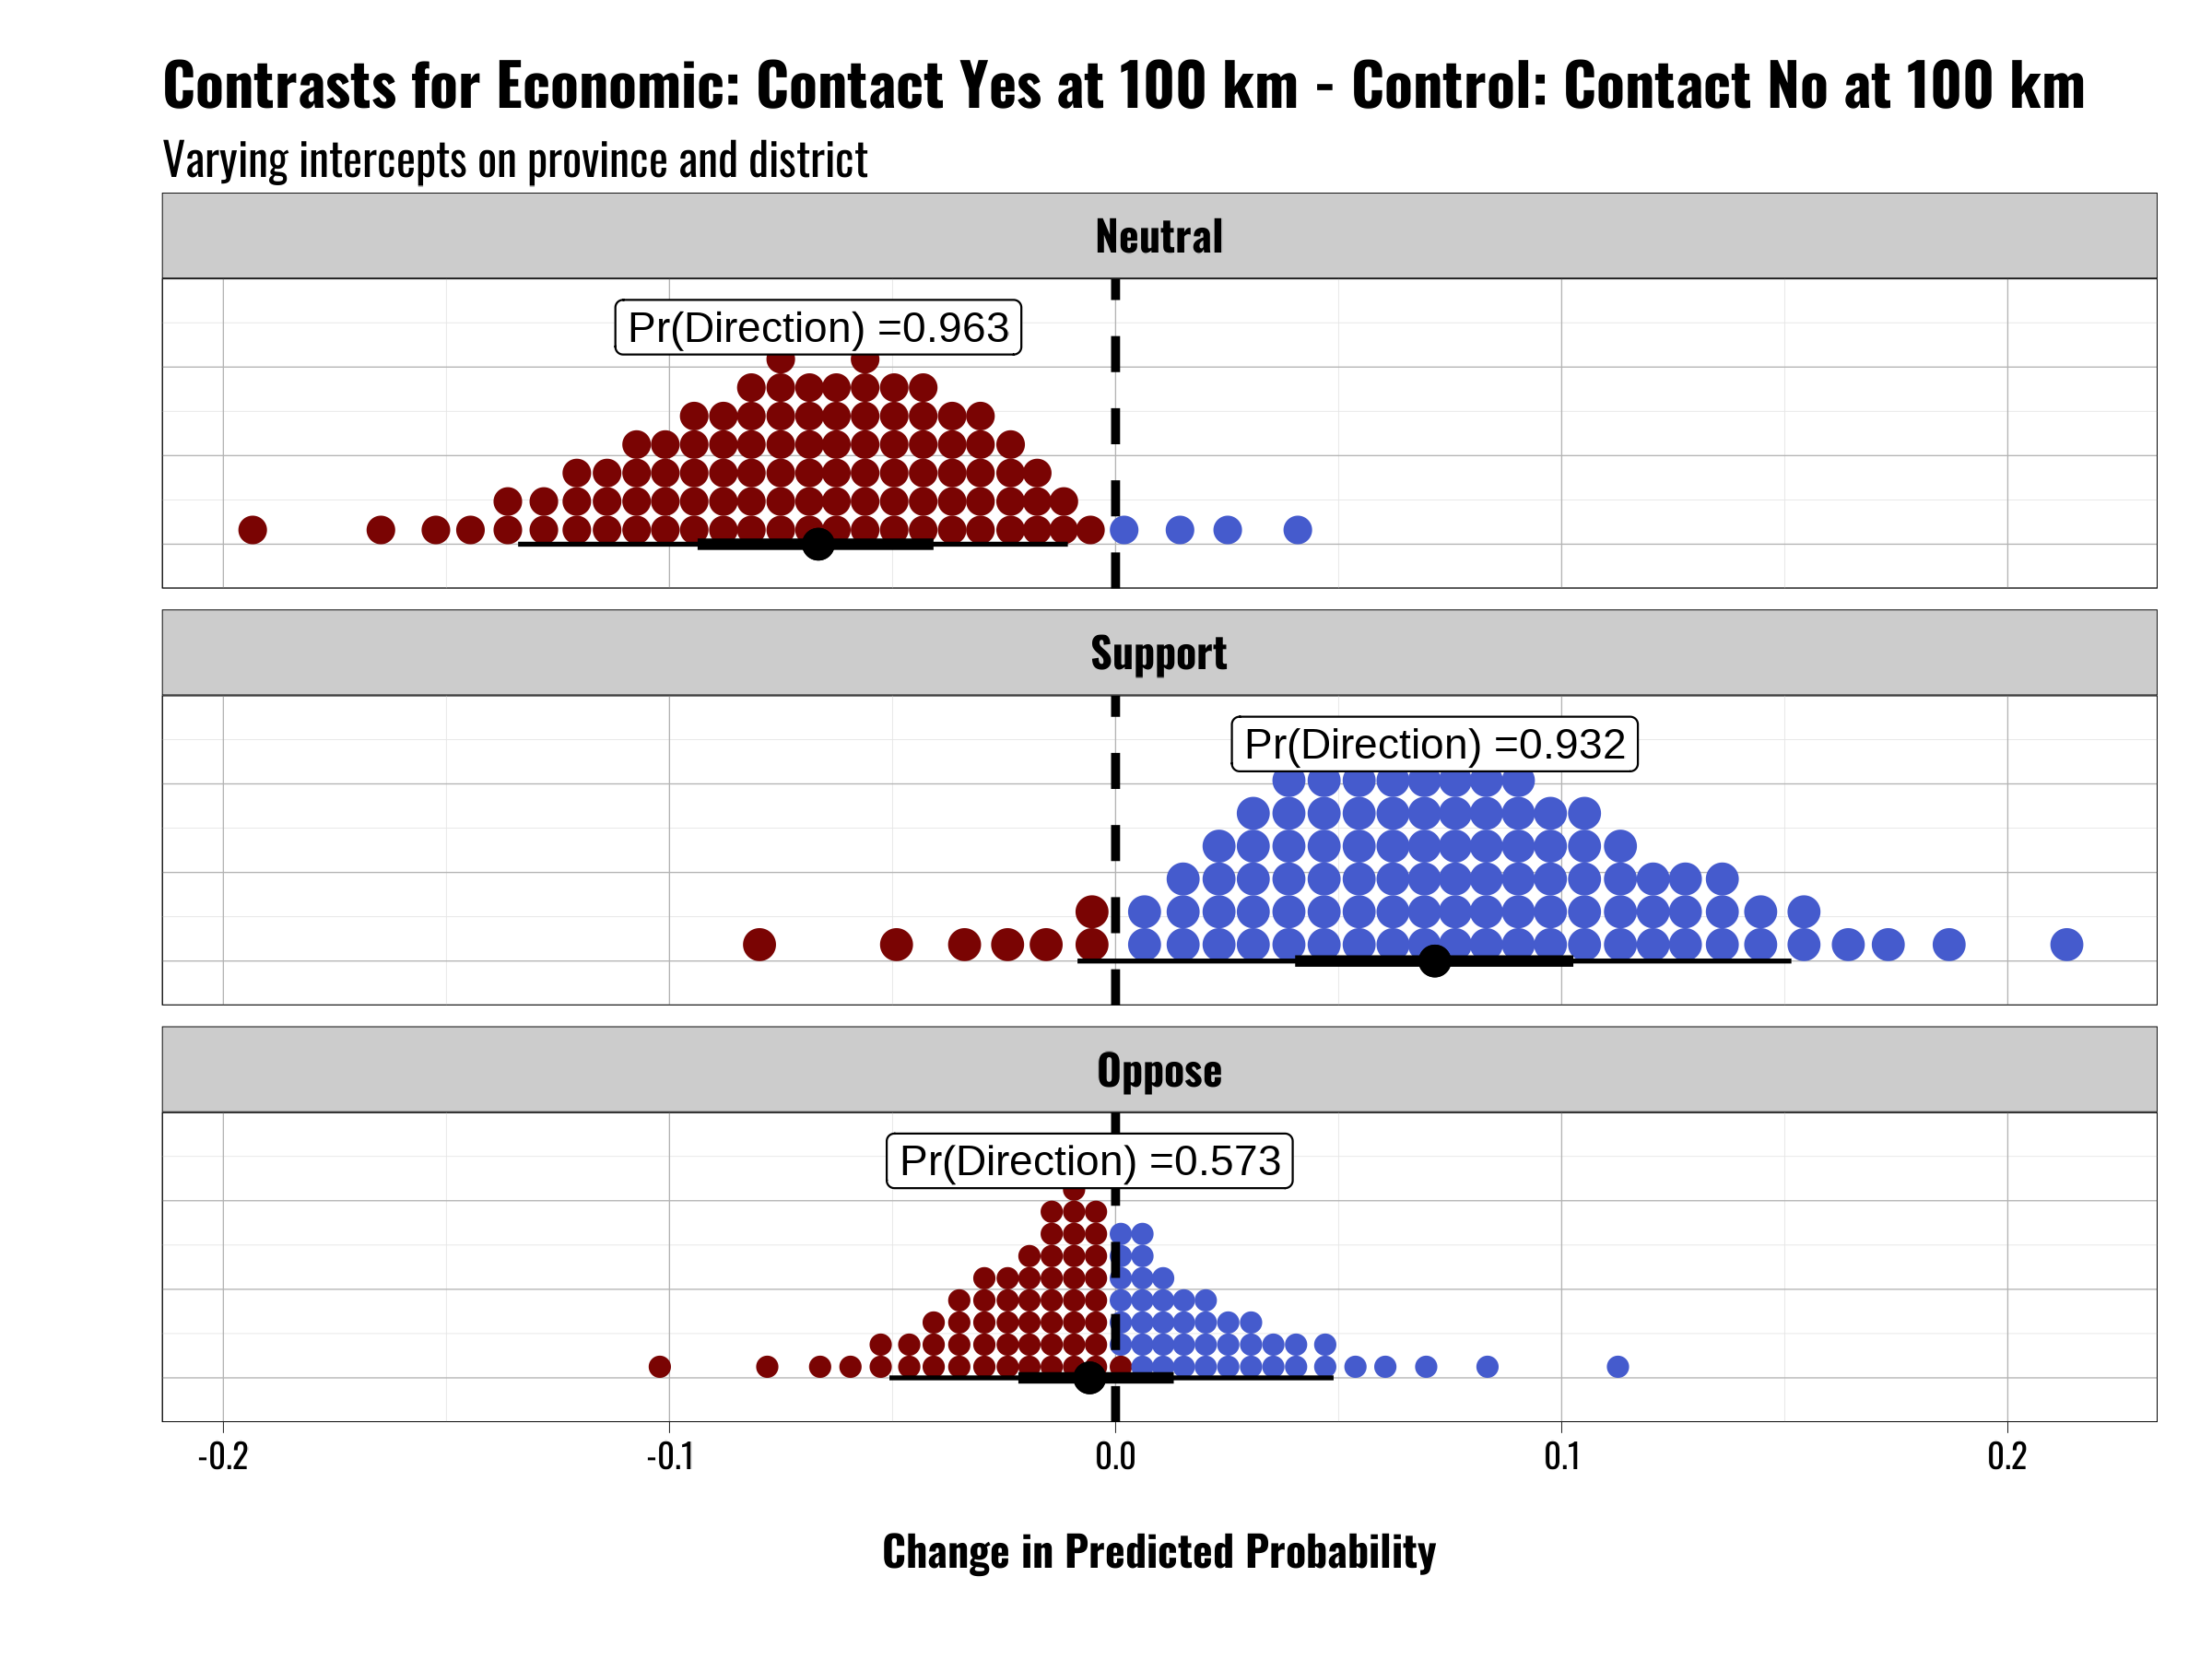 Contrasts for Economic: Contact Yes at 100 km - Control: Contact No at 100 km
Varying intercepts on province and district
Neutral
Pr(Direction) =0.963
Support
Pr(Direction) =0.932
Oppose
Pr(Direction) =0.573
-0.2 -0.1 0.0 0.1 0.2
Change in Predicted Probability